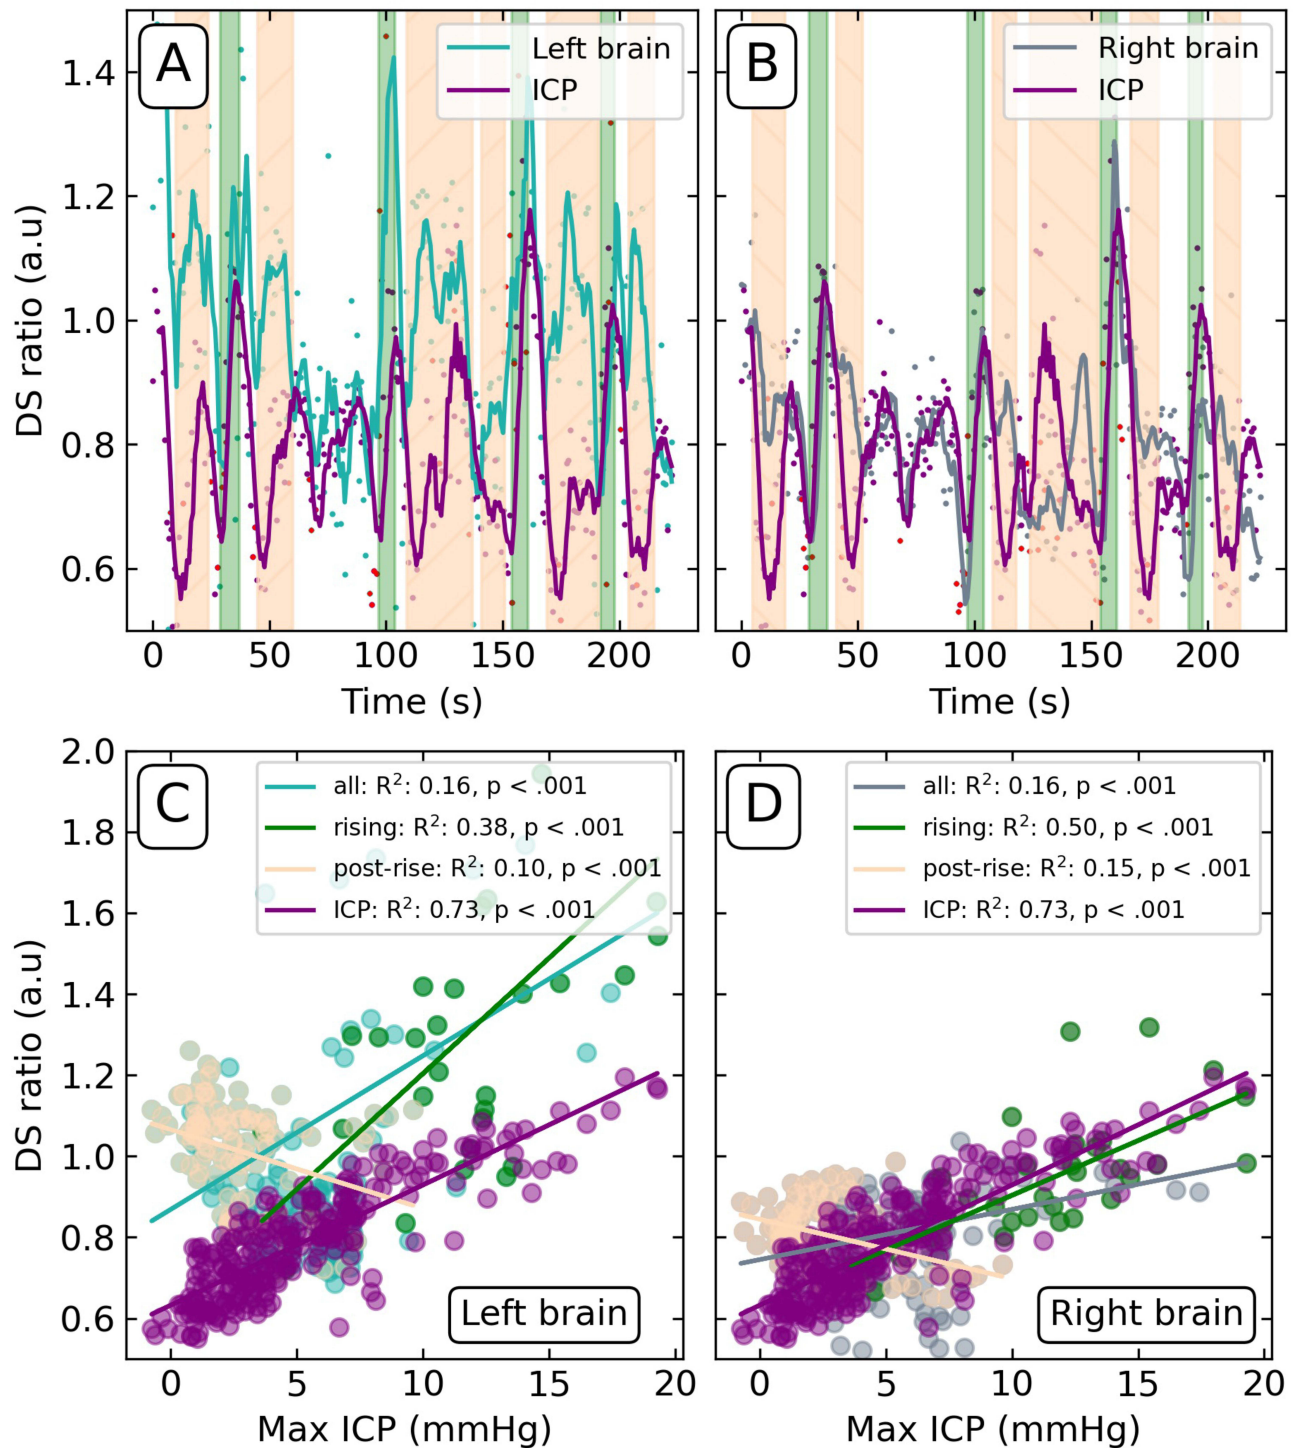 A
Left brain
ICP
B
Right brain
ICP
DS ratio (a.u)
1.4
1.2
1.0
0.8
0.6
0 50 100 150 200
0 50 100 150 200
Time (s)
Time (s)
C
all: R²: 0.16, p < .001
rising: R²: 0.38, p < .001
post-rise: R²: 0.10, p < .001
ICP: R²: 0.73, p < .001
Left brain
D
all: R²: 0.16, p < .001
rising: R²: 0.50, p < .001
post-rise: R²: 0.15, p < .001
ICP: R²: 0.73, p < .001
Right brain
DS ratio (a.u)
2.0
1.8
1.6
1.4
1.2
1.0
0.8
0.6
0 5 10 15 20
0 5 10 15 20
Max ICP (mmHg)
Max ICP (mmHg)